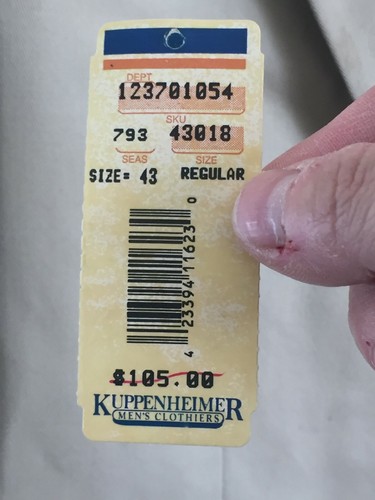 DEPT
123701054
SKU
793 43018
SEAS SIZE
SIZE= 43 REGULAR
4 23394 11623 0
$105.00
KUPPENHEIMER
MEN'S CLOTHIERS